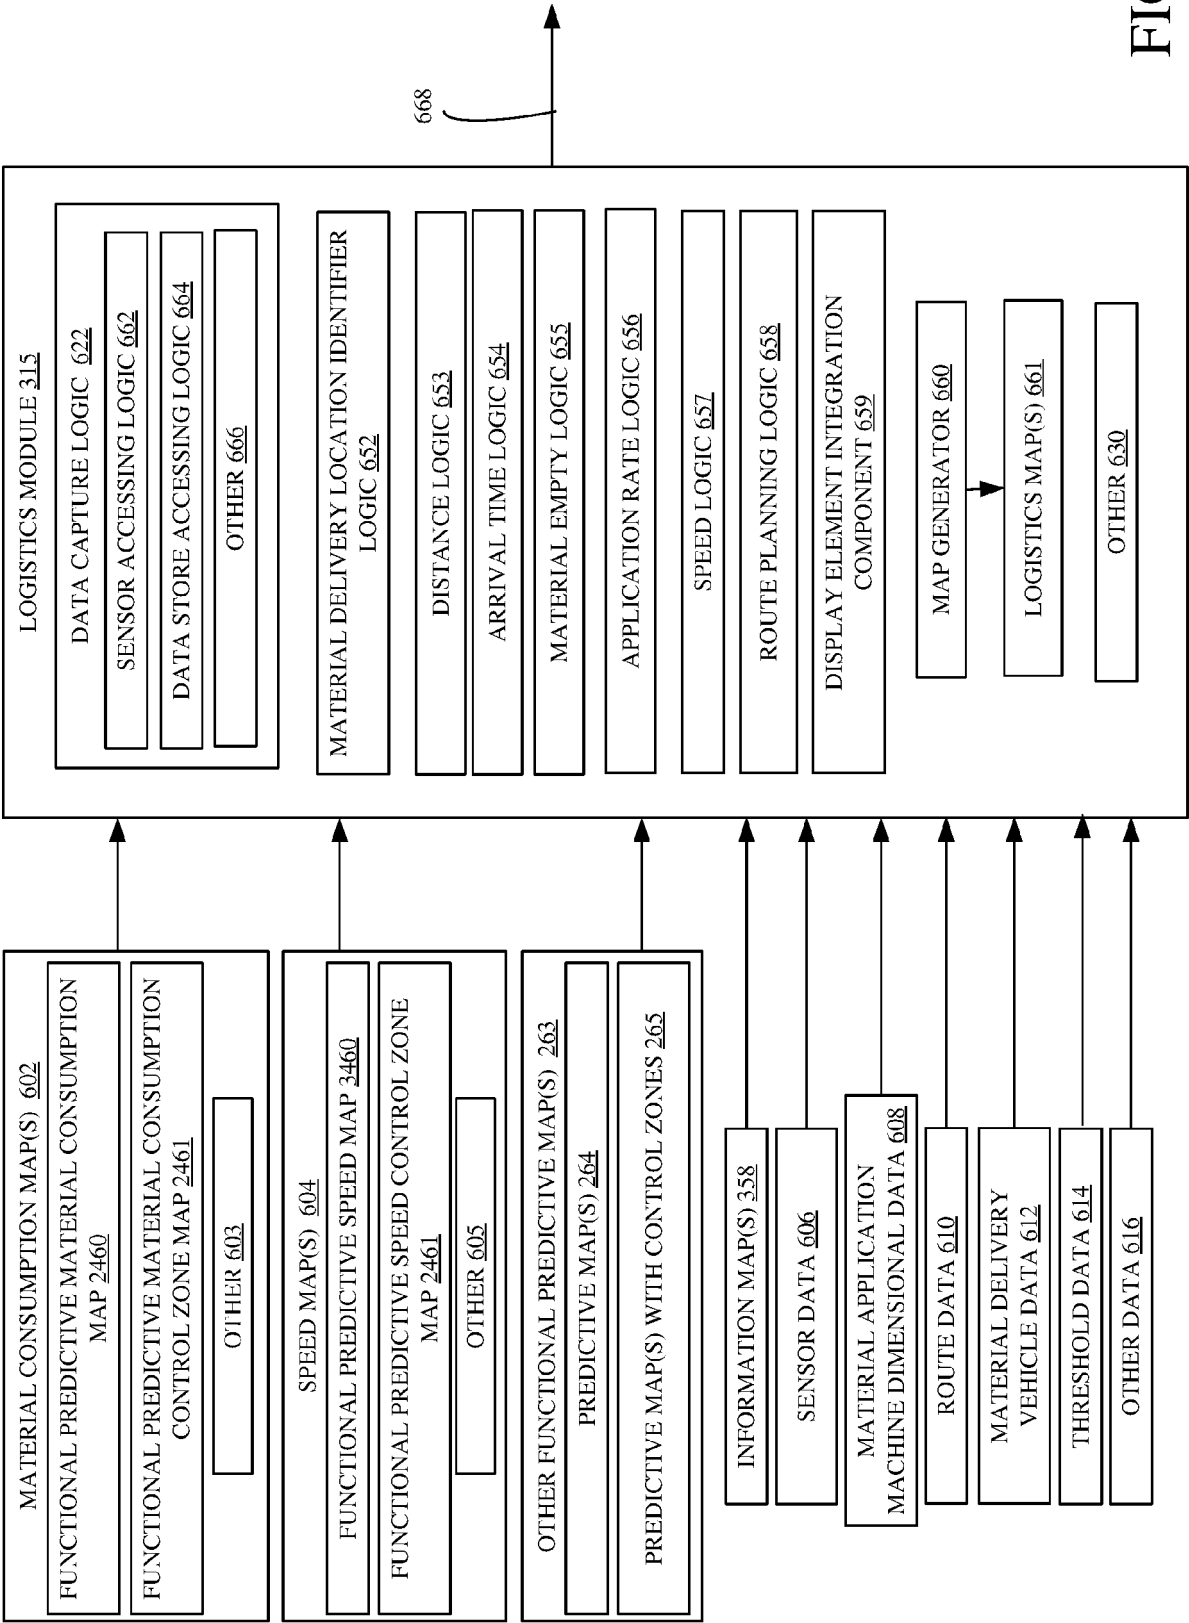 MATERIAL CONSUMPTION MAP(S) 602
FUNCTIONAL PREDICTIVE MATERIAL CONSUMPTION
MAP 2460
FUNCTIONAL PREDICTIVE MATERIAL CONSUMPTION
CONTROL ZONE MAP 2461
OTHER 603
SPEED MAP(S) 604
FUNCTIONAL PREDICTIVE SPEED MAP 3460
FUNCTIONAL PREDICTIVE SPEED CONTROL ZONE
MAP 2461
OTHER 605
OTHER FUNCTIONAL PREDICTIVE MAP(S) 263
PREDICTIVE MAP(S) 264
PREDICTIVE MAP(S) WITH CONTROL ZONES 265
INFORMATION MAP(S) 358
SENSOR DATA 606
MATERIAL APPLICATION
MACHINE DIMENSIONAL DATA 608
ROUTE DATA 610
MATERIAL DELIVERY
VEHICLE DATA 612
THRESHOLD DATA 614
OTHER DATA 616
LOGISTICS MODULE 315
DATA CAPTURE LOGIC 622
SENSOR ACCESSING LOGIC 662
DATA STORE ACCESSING LOGIC 664
OTHER 666
MATERIAL DELIVERY LOCATION IDENTIFIER
LOGIC 652
DISTANCE LOGIC 653
ARRIVAL TIME LOGIC 654
MATERIAL EMPTY LOGIC 655
APPLICATION RATE LOGIC 656
SPEED LOGIC 657
ROUTE PLANNING LOGIC 658
DISPLAY ELEMENT INTEGRATION
COMPONENT 659
MAP GENERATOR 660
LOGISTICS MAP(S) 661
OTHER 630
668